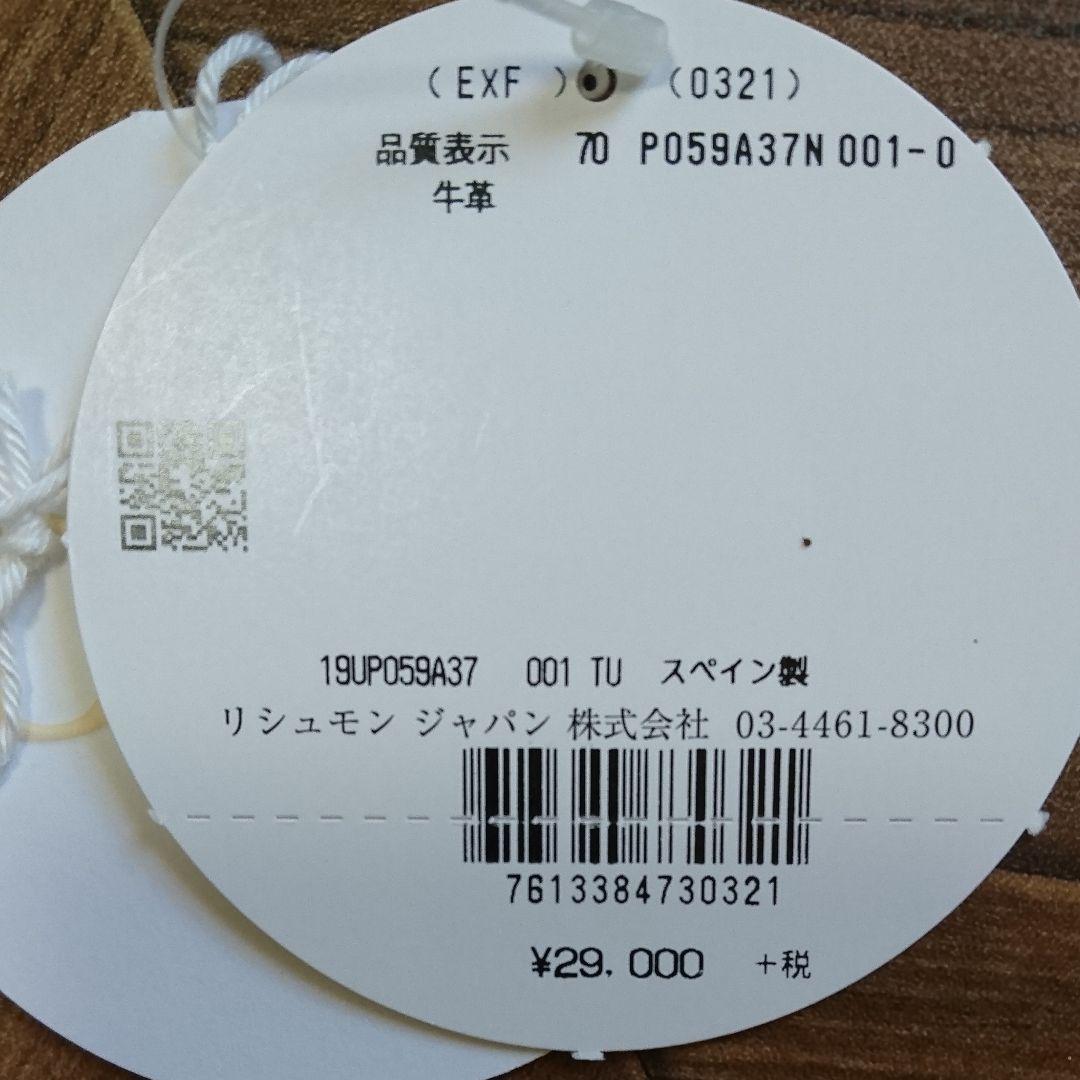 （EXF ） （0321）
品質表示 70 P059A37N 001-0
牛革
19UP059A37 001 TU スペイン製
リシュモン ジャパン 株式会社 03-4461-8300
7613384730321
¥29,000 +税